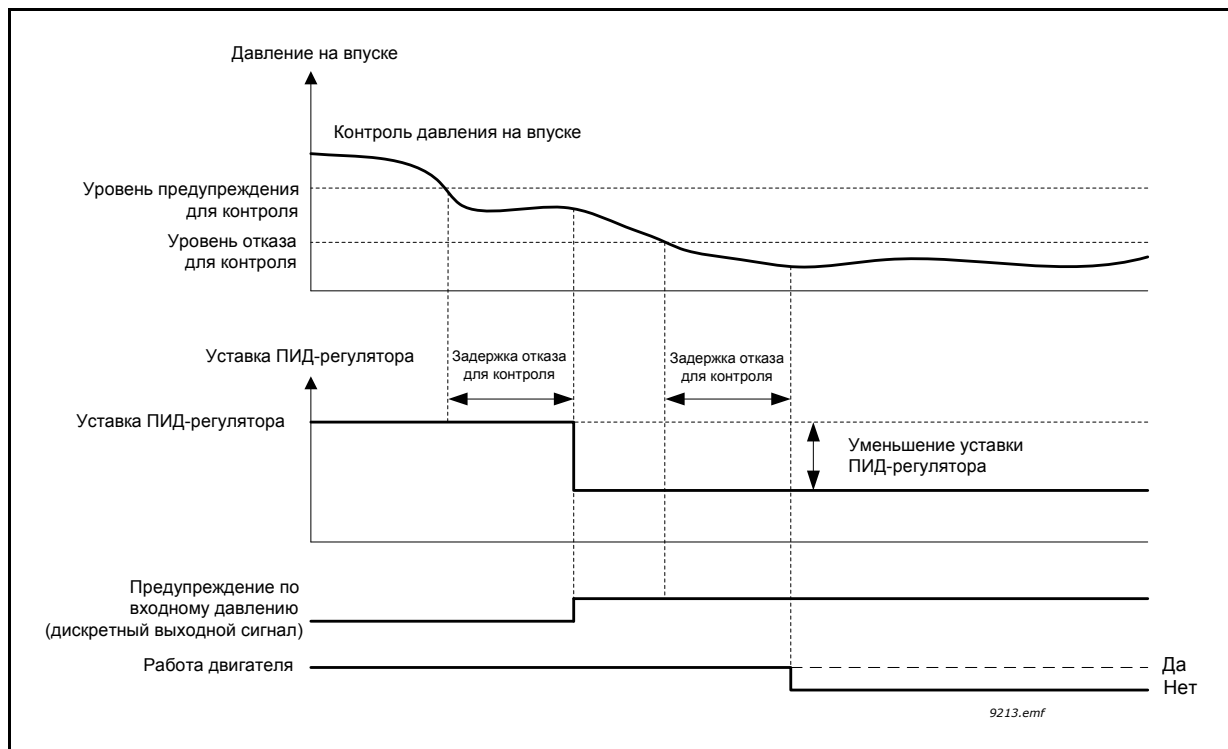 Давление на впуске
Контроль давления на впуске
Уровень предупреждения
для контроля
Уровень отказа
для контроля
Уставка ПИД-регулятора
Задержка отказа
для контроля
Задержка отказа
для контроля
Уставка ПИД-регулятора
Уменьшение уставки
ПИД-регулятора
Предупреждение по
входному давлению
(дискретный выходной сигнал)
Работа двигателя
Да
Нет
9213.emf